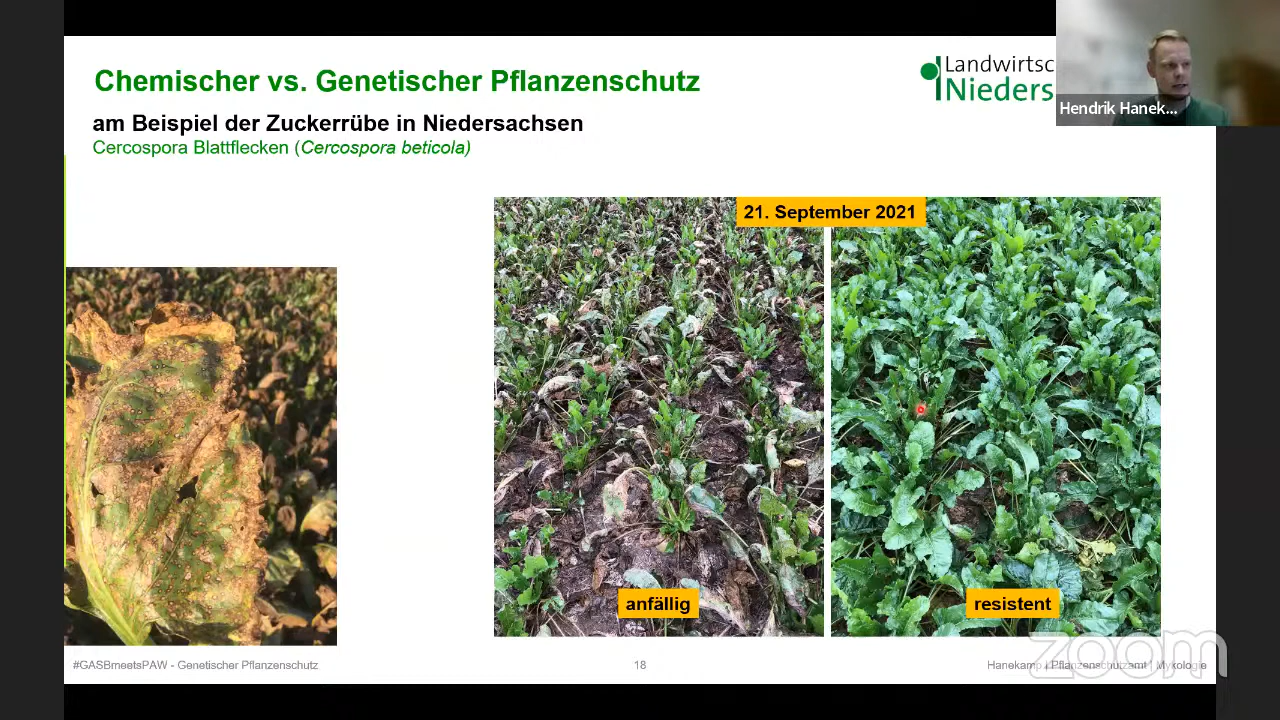 Chemischer vs. Genetischer Pflanzenschutz
am Beispiel der Zuckerrübe in Niedersachsen
Cercospora Blattflecken (Cercospora beticola)
Landwirtsc
Nieders
Hendrik Hanek...
21. September 2021
anfällig
resistent
#GASBmeetsPAW - Genetischer Pflanzenschutz
18
Hanekamp | Pflanzenschutzamt | Mykologie
zoom